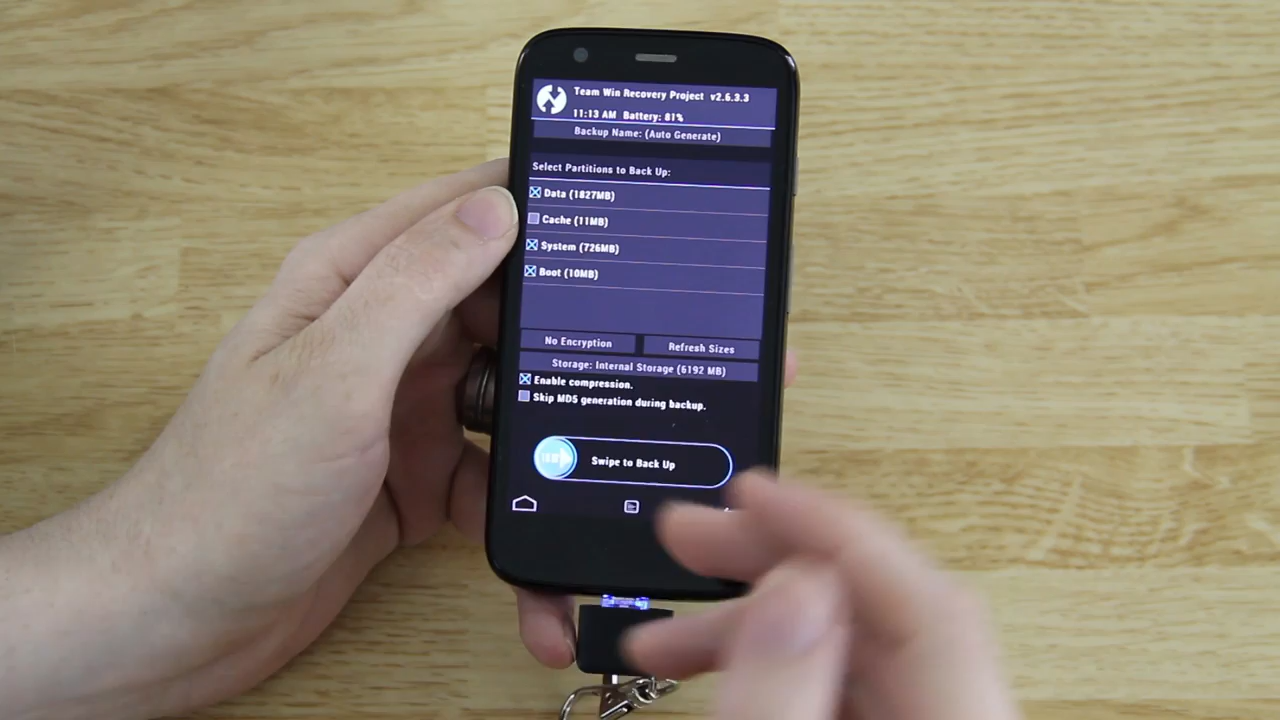 Team Win Recovery Project v2.6.3.3
11:13 AM Battery: 81%
Backup Name: (Auto Generate)
Select Partitions to Back Up:
Data (1827MB)
Cache (11MB)
System (726MB)
Boot (10MB)
No Encryption
Refresh Sizes
Storage: Internal Storage (6192 MB)
Enable compression.
Skip MD5 generation during backup.
Swipe to Back Up